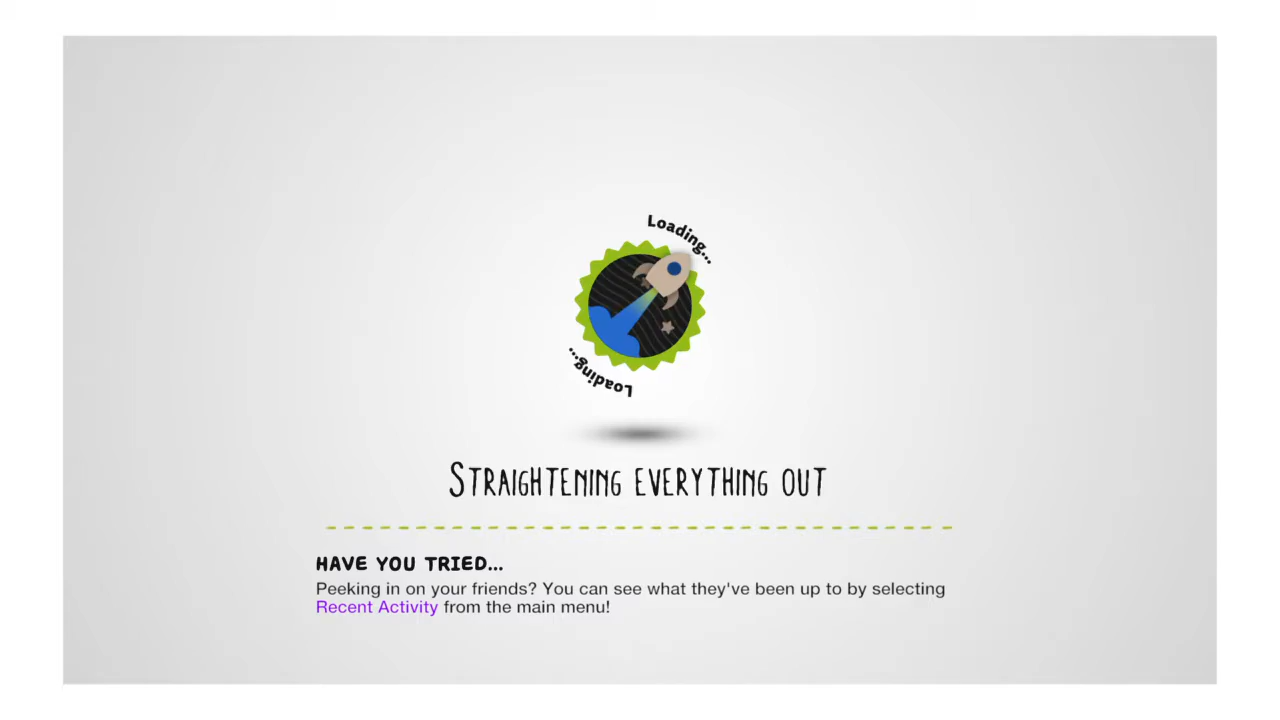 Loading...
Loading...
STRAIGHTENING EVERYTHING OUT
HAVE YOU TRIED...
Peeking in on your friends? You can see what they've been up to by selecting
Recent Activity from the main menu!